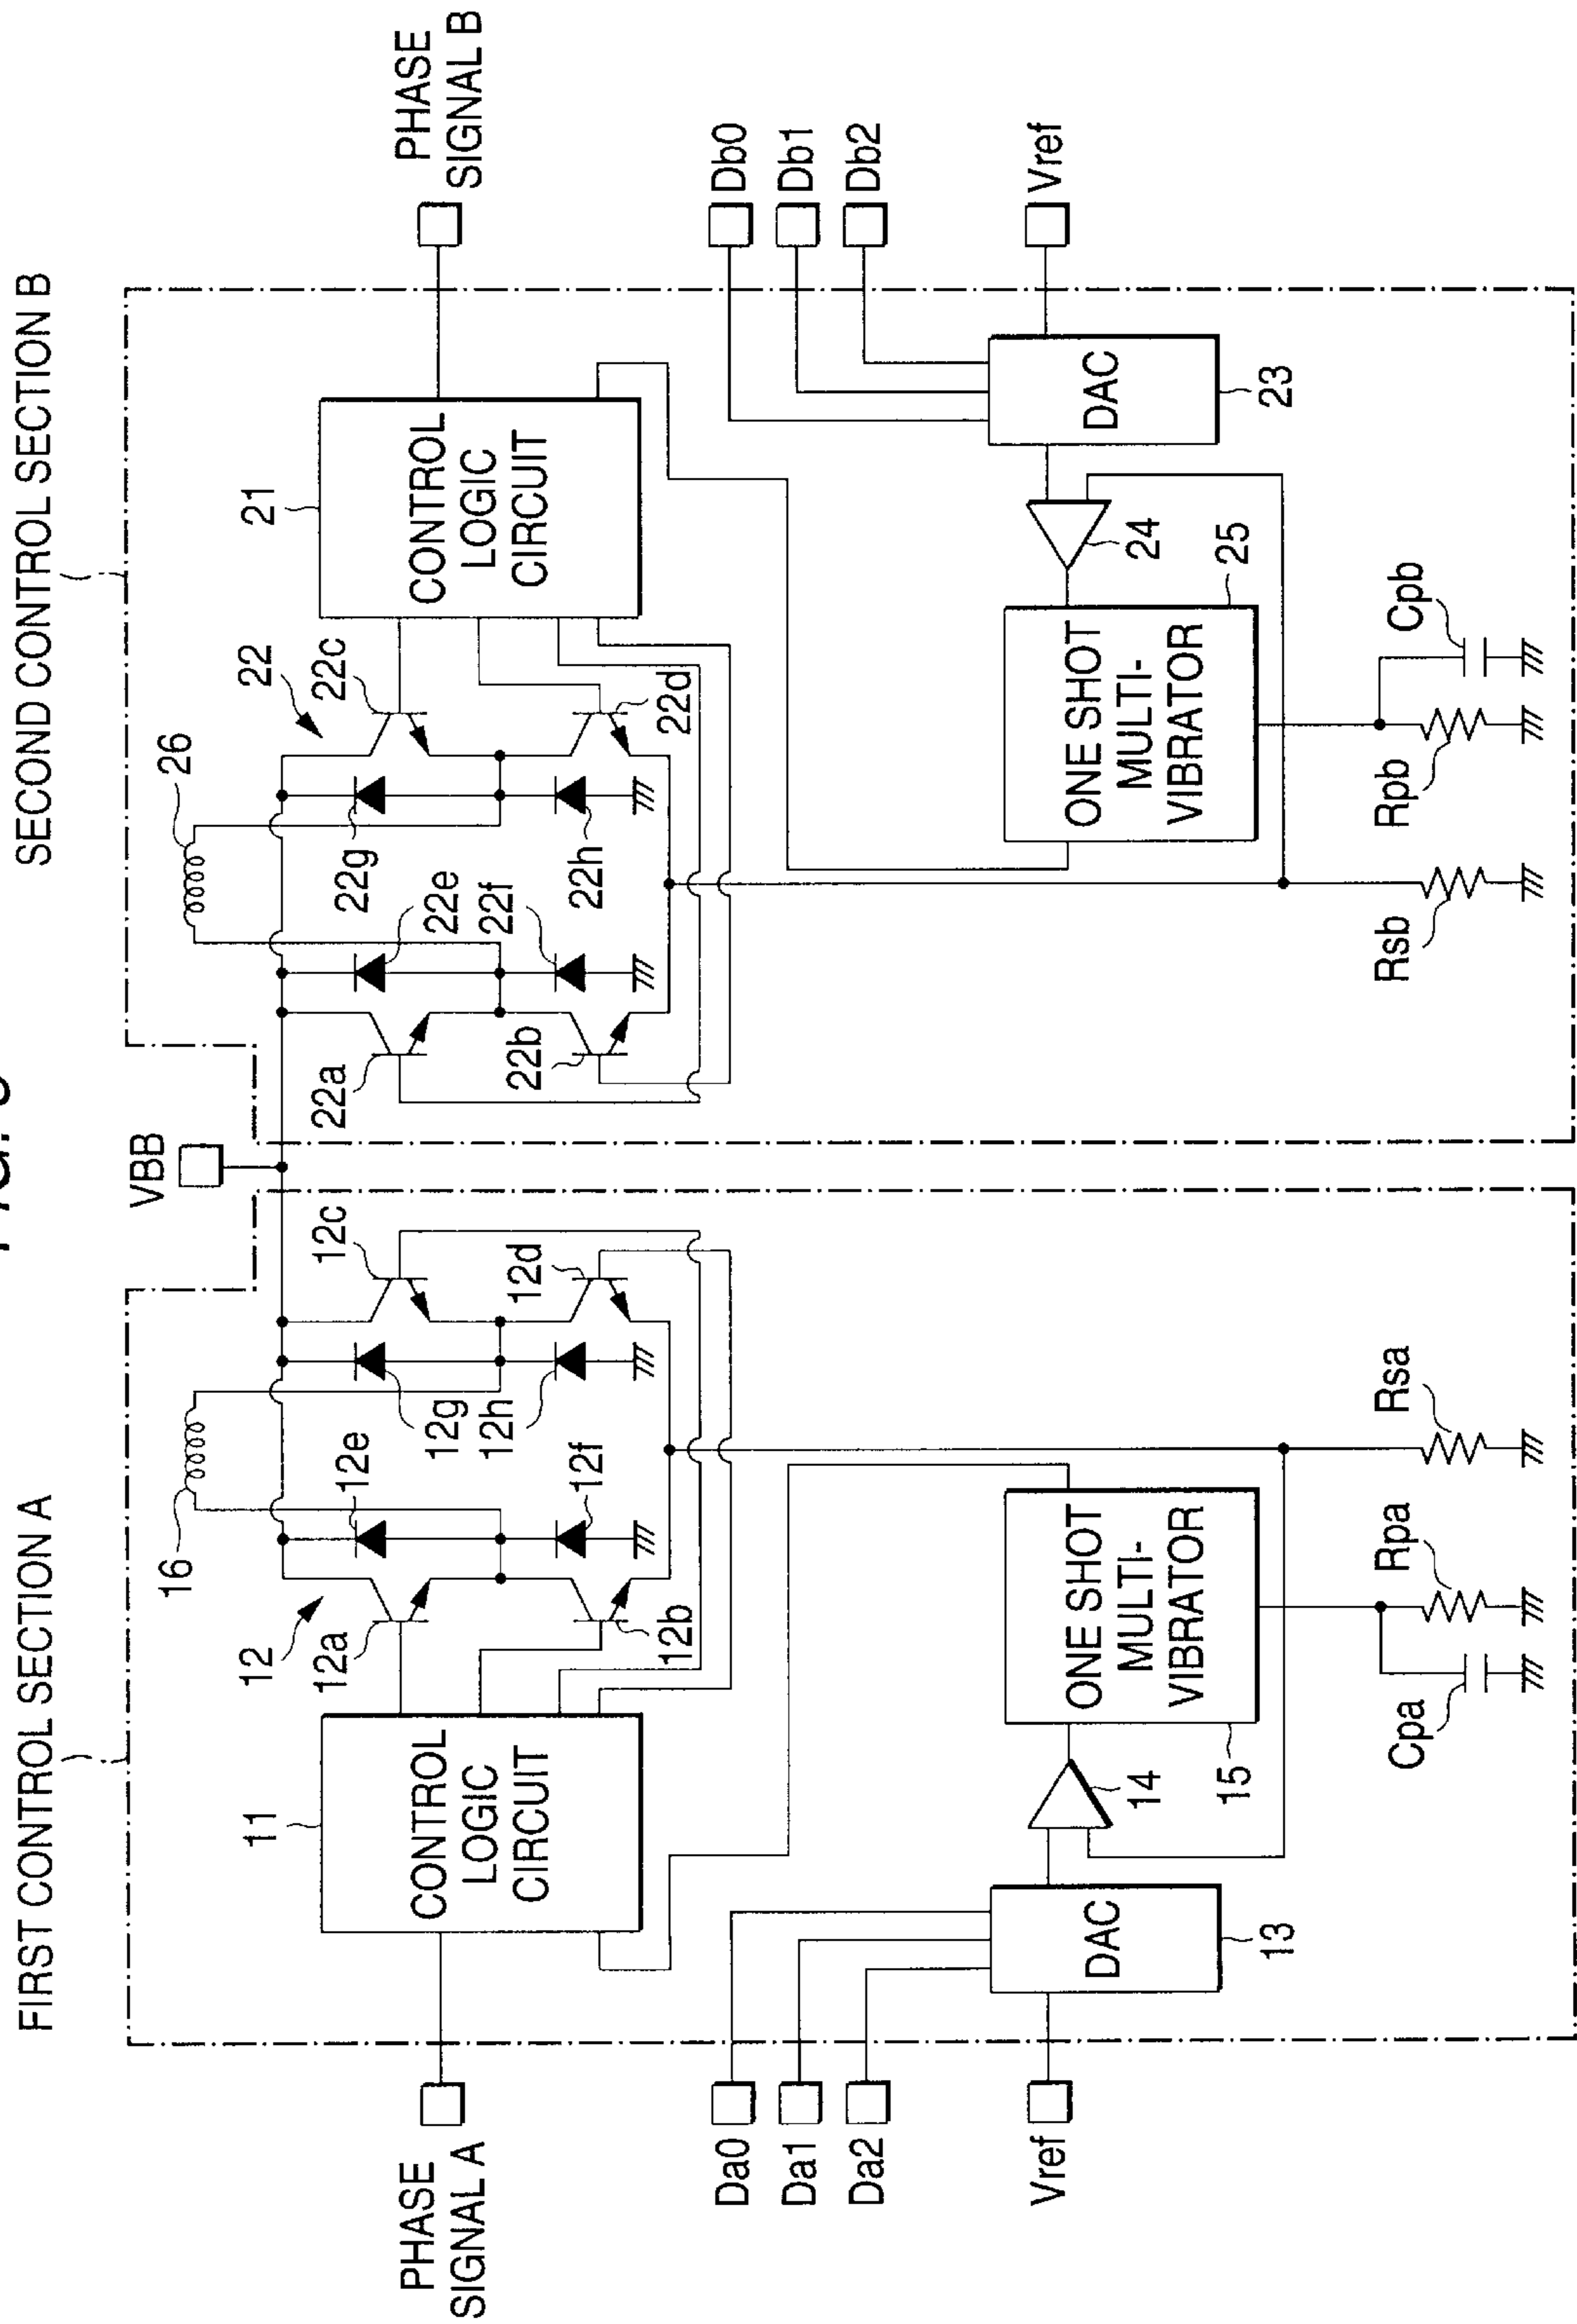 FIRST CONTROL SECTION A
SECOND CONTROL SECTION B
VBB
16
26
12
12a
12b
12c
12d
12e
12f
12g
12h
11
CONTROL
LOGIC
CIRCUIT
PHASE
SIGNAL A
Da0
Da1
Da2
Vref
DAC
13
14
ONE SHOT
MULTI-
VIBRATOR
15
Cpa
Rpa
Rsa
22
22a
22b
22c
22d
22e
22f
22g
22h
21
CONTROL
LOGIC
CIRCUIT
PHASE
SIGNAL B
Db0
Db1
Db2
Vref
DAC
23
24
ONE SHOT
MULTI-
VIBRATOR
25
Rsb
Rpb
Cpb